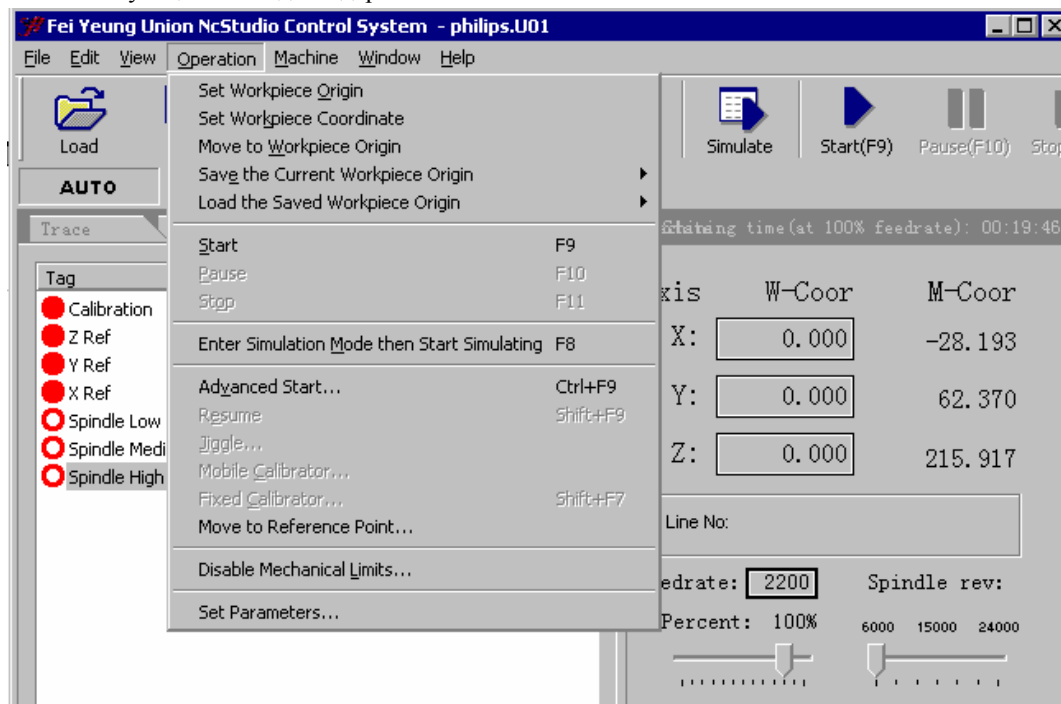 Fei Yeung Union NcStudio Control System - philips.U01
File Edit View Operation Machine Window Help
Load
Simulate Start(F9) Pause(F10)
AUTO
Set Workpiece Origin
Set Workpiece Coordinate
Move to Workpiece Origin
Save the Current Workpiece Origin
Load the Saved Workpiece Origin
Start F9
Pause F10
Stop F11
Enter Simulation Mode then Start Simulating F8
Advanced Start... Ctrl+F9
Resume Shift+F9
Jiggle...
Mobile Calibrator...
Fixed Calibrator... Shift+F7
Move to Reference Point...
Disable Mechanical Limits...
Set Parameters...
Trace
Tag
Calibration
Z Ref
Y Ref
X Ref
Spindle Low
Spindle Medi
Spindle High
time(at 100% feedrate): 00:19:46
xis W-Coor M-Coor
X: 0.000 -28.193
Y: 0.000 62.370
Z: 0.000 215.917
Line No:
edrate: 2200 Spindle rev:
Percent: 100% 6000 15000 24000